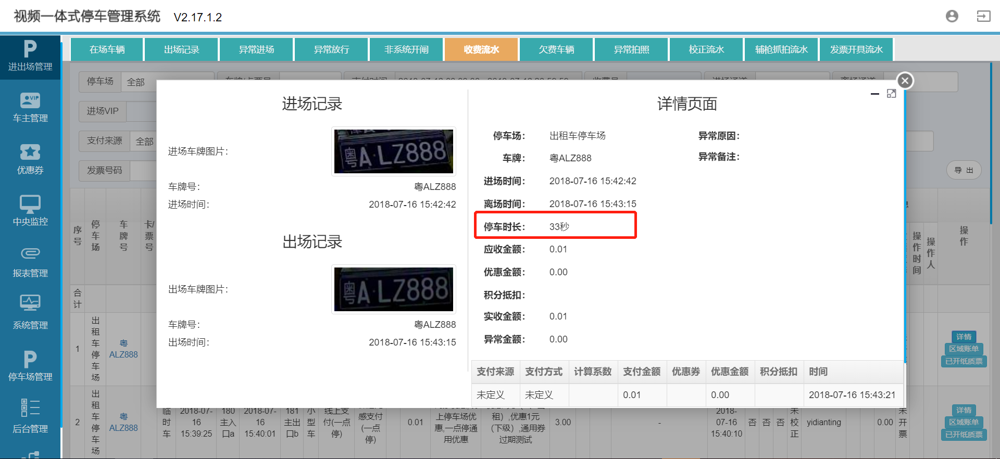 视频一体式停车管理系统 V2.17.1.2
进出场管理
车主管理
优惠券
中央监控
报表管理
系统管理
停车场管理
后台管理
在场车辆 出场记录 异常进场 异常放行 非系统开闸 收费流水 欠费车辆 异常拍照 校正流水 辅枪抓拍流水 发票开具流水
停车场 全部
进场VIP
支付来源 全部
发票号码
导 出
进场记录
进场车牌图片:
粤A·LZ888
车牌号: 粤ALZ888
进场时间: 2018-07-16 15:42:42
出场记录
出场车牌图片:
粤A·LZ888
车牌号: 粤ALZ888
出场时间: 2018-07-16 15:43:15
详情页面
停车场: 出租车停车场 异常原因:
车牌: 粤ALZ888 异常备注:
进场时间: 2018-07-16 15:42:42
离场时间: 2018-07-16 15:43:15
停车时长: 33秒
应收金额: 0.01
优惠金额: 0.00
积分抵扣:
实收金额: 0.01
异常金额: 0.00
支付来源 支付方式 计算系数 支付金额 优惠券 优惠金额 积分抵扣 时间
未定义 未定义 0.01 0.00 2018-07-16 15:43:21
序号 停车场 车牌号 卡/票号 操作时间 操作人 操作
合计
1 出租车停车场 粤ALZ888 详情
区域账单
已开纸质票
2 出租车停车场 粤ALZ888 临时车 2018-07-16 15:39:25 180主入口a 2018-07-16 15:40:01 181主出口b 小型车 线上支付(一点停) 感支付(一点停) 0.01 上停车场优惠,一点停通用优惠 租）,优惠1元（下级）,通用券过期测试 3.00 - 2018-07-16 15:40:10 否 否 否 未校正 yidianting 0.00 未开票 详情
区域账单
已开纸质票